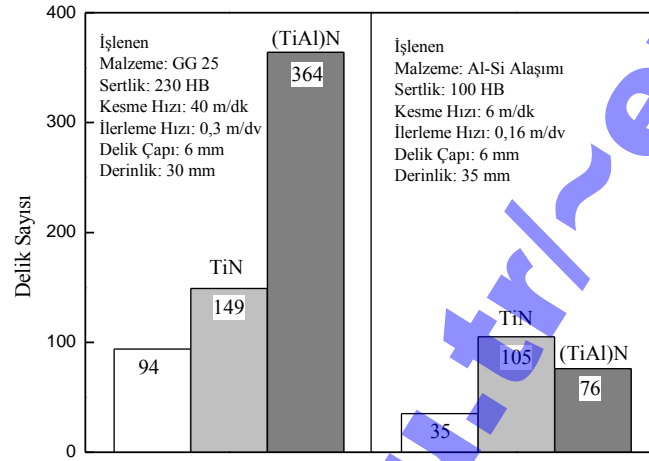 400
300
200
100
0
Delik Sayısı
İşlenen
Malzeme: GG 25
Sertlik: 230 HB
Kesme Hızı: 40 m/dk
İlerleme Hızı: 0,3 m/dv
Delik Çapı: 6 mm
Derinlik: 30 mm
(TiAl)N
364
TiN
149
94
İşlenen
Malzeme: Al-Si Alaşımı
Sertlik: 100 HB
Kesme Hızı: 6 m/dk
İlerleme Hızı: 0,16 m/dv
Delik Çapı: 6 mm
Derinlik: 35 mm
TiN
105
(TiAl)N
76
35
.tr/~e